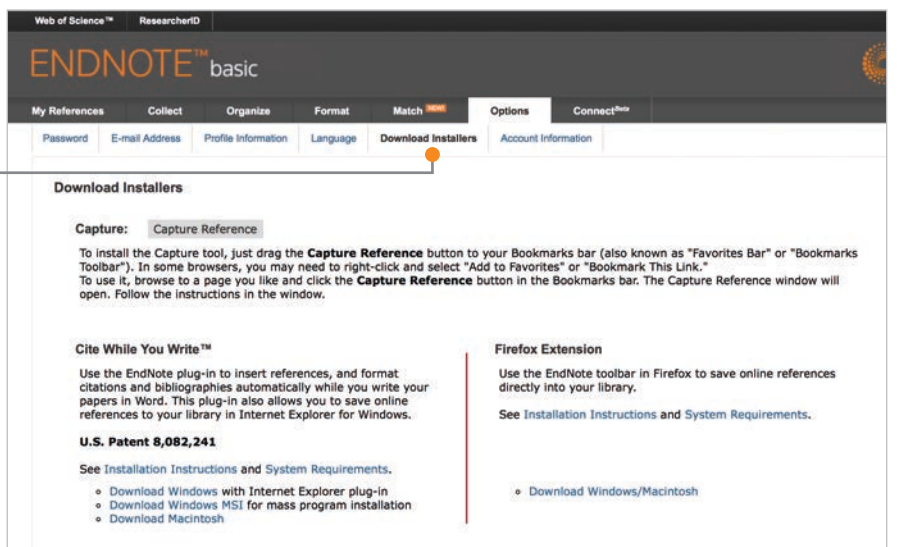 Web of Science™ ResearcherID
ENDNOTE™ basic
My References Collect Organize Format Match NEW! Options Connect Beta
Password E-mail Address Profile Information Language Download Installers Account Information
Download Installers
Capture: Capture Reference
To install the Capture tool, just drag the Capture Reference button to your Bookmarks bar (also known as "Favorites Bar" or "Bookmarks
Toolbar"). In some browsers, you may need to right-click and select "Add to Favorites" or "Bookmark This Link."
To use it, browse to a page you like and click the Capture Reference button in the Bookmarks bar. The Capture Reference window will
open. Follow the instructions in the window.
Cite While You Write™
Use the EndNote plug-in to insert references, and format
citations and bibliographies automatically while you write your
papers in Word. This plug-in also allows you to save online
references to your library in Internet Explorer for Windows.
U.S. Patent 8,082,241
See Installation Instructions and System Requirements.
Download Windows with Internet Explorer plug-in
Download Windows MSI for mass program installation
Download Macintosh
Firefox Extension
Use the EndNote toolbar in Firefox to save online references
directly into your library.
See Installation Instructions and System Requirements.
Download Windows/Macintosh